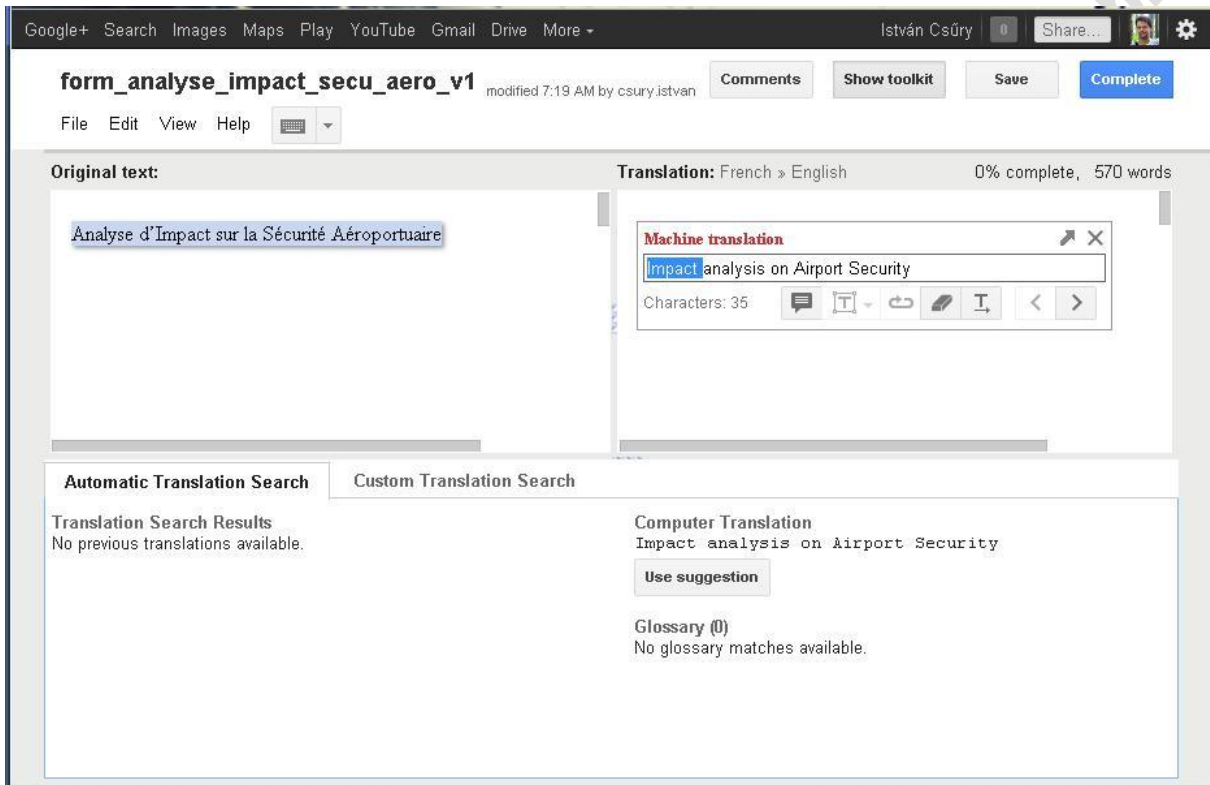 Google+ Search Images Maps Play YouTube Gmail Drive More István Csűry 0 Share...
form_analyse_impact_secu_aero_v1 modified 7:19 AM by csury.istvan Comments Show toolkit Save Complete
File Edit View Help
Original text: Translation: French » English 0% complete, 570 words
Analyse d'Impact sur la Sécurité Aéroportuaire
Machine translation
Impact analysis on Airport Security
Characters: 35
Automatic Translation Search Custom Translation Search
Translation Search Results
No previous translations available.
Computer Translation
Impact analysis on Airport Security
Use suggestion
Glossary (0)
No glossary matches available.